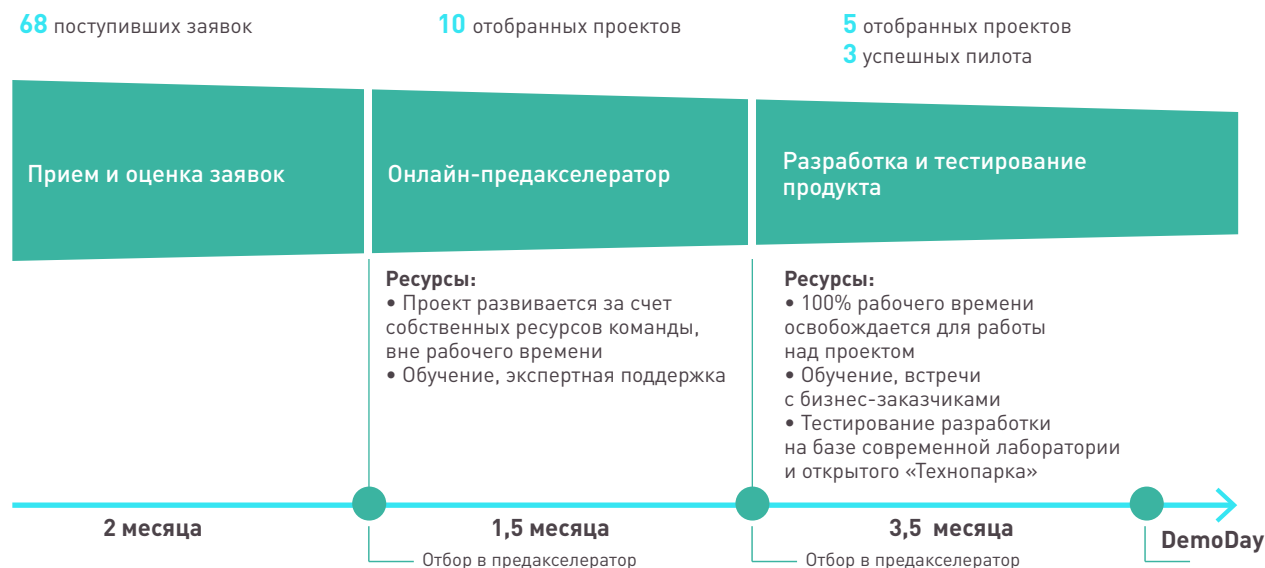 68 поступивших заявок
10 отобранных проектов
5 отобранных проектов
3 успешных пилота
Прием и оценка заявок
Онлайн-предакселератор
Разработка и тестирование
продукта
Ресурсы:
• Проект развивается за счет
собственных ресурсов команды,
вне рабочего времени
• Обучение, экспертная поддержка
Ресурсы:
• 100% рабочего времени
освобождается для работы
над проектом
• Обучение, встречи
с бизнес-заказчиками
• Тестирование разработки
на базе современной лаборатории
и открытого «Технопарка»
2 месяца
1,5 месяца
3,5 месяца
DemoDay
Отбор в предакселератор
Отбор в предакселератор